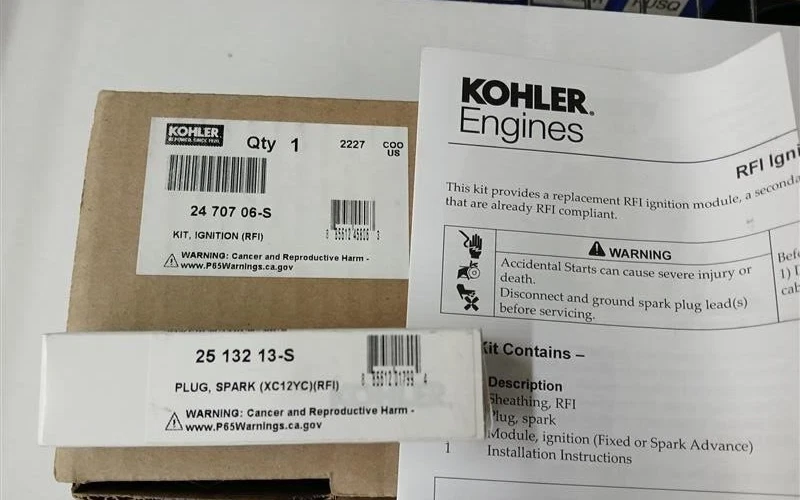 KOHLER
Qty 1
2227
COO
US
24 707 06-S
KIT, IGNITION (RFI)
WARNING: Cancer and Reproductive Harm -
www.P65Warnings.ca.gov
25 132 13-S
PLUG, SPARK (XC12YC)(RFI)
WARNING: Cancer and Reproductive Harm -
www.P65Warnings.ca.gov
KOHLER
KOHLER®
Engines
RFI Igni
This kit provides a replacement RFI ignition module, a seconda
that are already RFI compliant.
WARNING
Accidental Starts can cause severe injury or
death.
Disconnect and ground spark plug lead(s)
before servicing.
Befo
1) D
cab
Kit Contains –
Description
Sheathing, RFI
Plug, spark
Module, ignition (Fixed or Spark Advance)
1 Installation Instructions